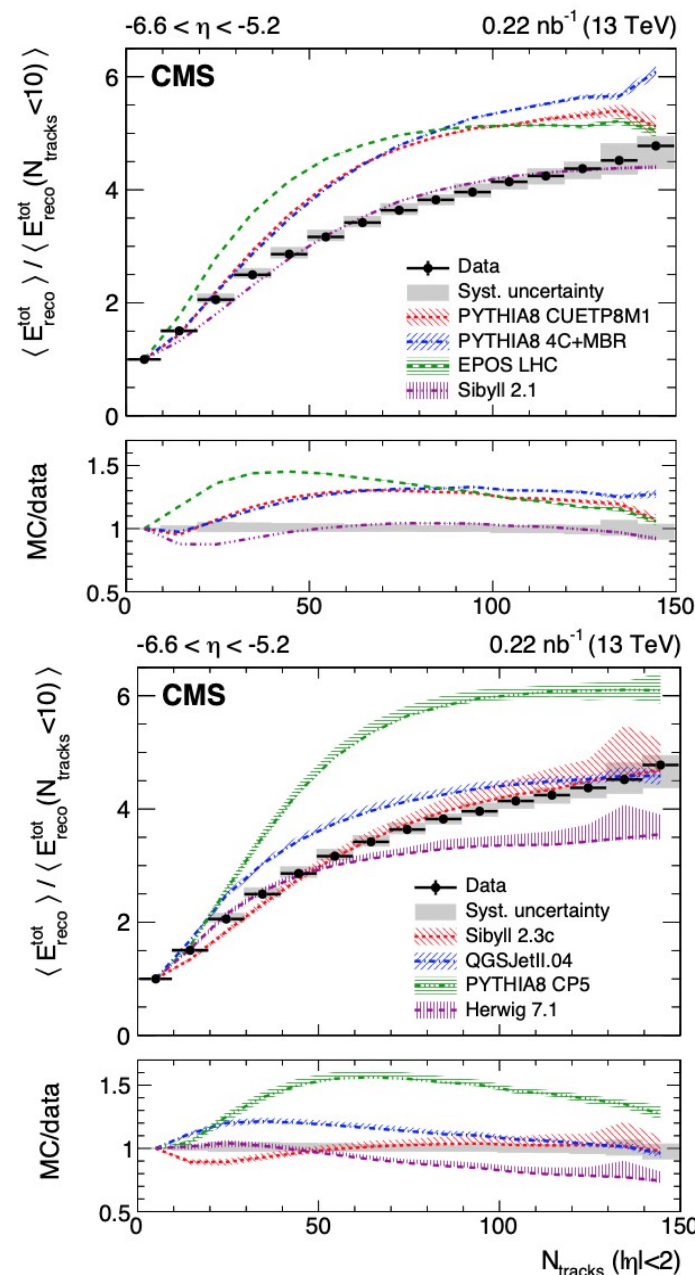 -6.6 < η < -5.2 0.22 nb⁻¹ (13 TeV)
CMS
⟨ E^tot_reco ⟩ / ⟨ E^tot_reco (N_tracks <10) ⟩
6
4
2
0
Data
Syst. uncertainty
PYTHIA8 CUETP8M1
PYTHIA8 4C+MBR
EPOS LHC
Sibyll 2.1
MC/data
1.5
1
0.5
0 50 100 150
-6.6 < η < -5.2 0.22 nb⁻¹ (13 TeV)
CMS
⟨ E^tot_reco ⟩ / ⟨ E^tot_reco (N_tracks <10) ⟩
6
4
2
0
Data
Syst. uncertainty
Sibyll 2.3c
QGSJetII.04
PYTHIA8 CP5
Herwig 7.1
MC/data
1.5
1
0.5
0 50 100 150
N_tracks (|η|<2)